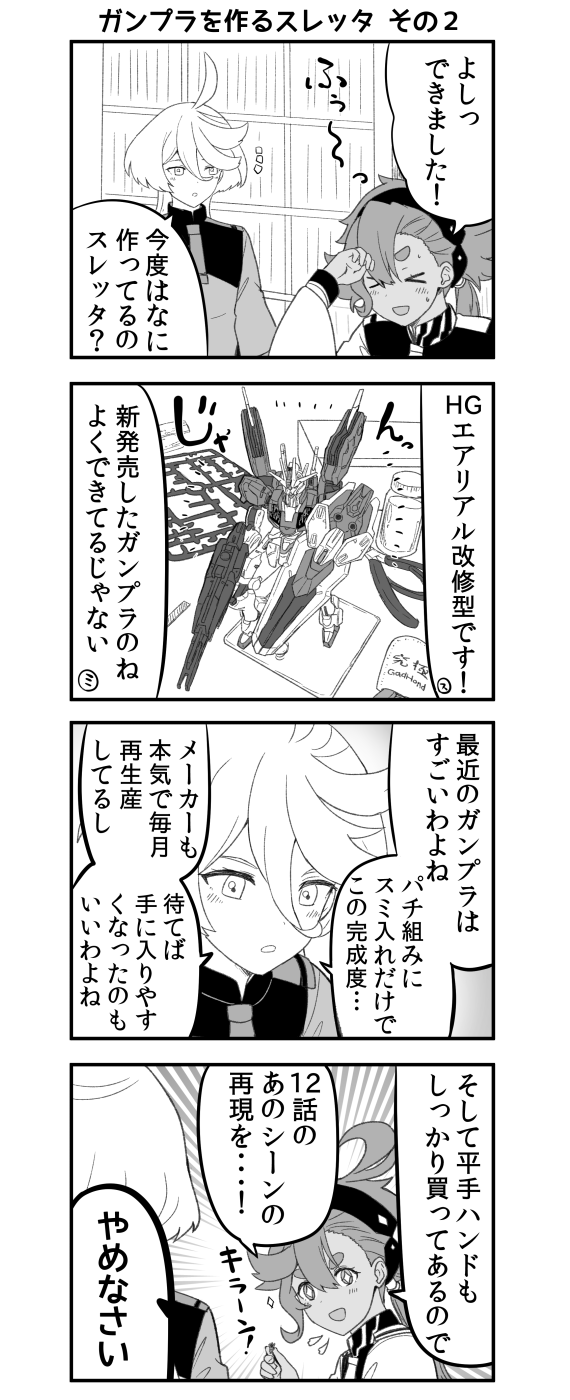 ガンプラを作るスレッタ その２
よしっ
できました！
ふぅ〜〜っ
今度はなに
作ってるの
スレッタ？
HGエアリアル改修型です！
ス
じゃんっ
究極
GadHand
新発売したガンプラのね
よくできてるじゃない
ミ
最近のガンプラは
すごいわよね
パチ組みに
スミ入れだけで
この完成度…
メーカーも
本気で毎月
再生産
してるし
待てば
手に入りやす
くなったのも
いいわよね
そして平手ハンドも
しっかり買ってあるので
12話の
あのシーンの
再現を・・・！
キラーン！
やめなさい